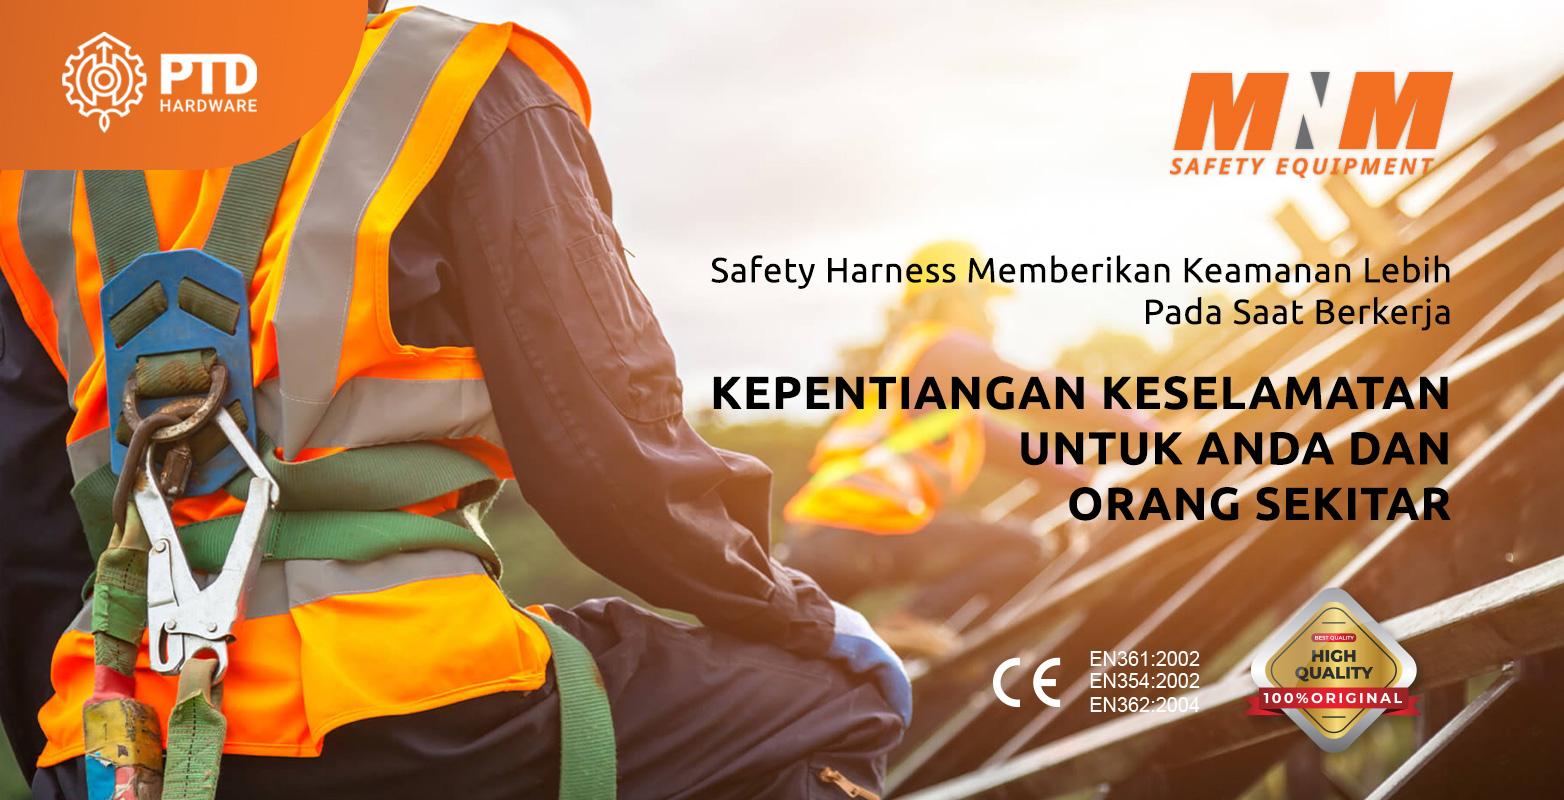 PTD
HARDWARE
MNM
SAFETY EQUIPMENT
Safety Harness Memberikan Keamanan Lebih
Pada Saat Berkerja
KEPENTIANGAN KESELAMATAN
UNTUK ANDA DAN
ORANG SEKITAR
CE
EN361:2002
EN354:2002
EN362:2004
BEST QUALITY
HIGH
QUALITY
100%ORIGINAL